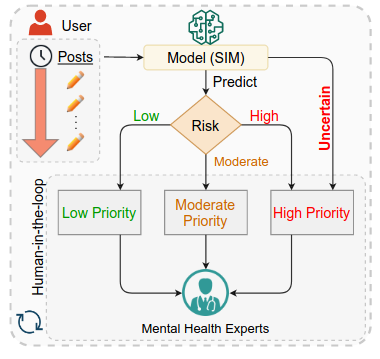 User
Posts
Model (SIM)
Predict
Low
Risk
High
Uncertain
Moderate
Human-in-the-loop
Low Priority
Moderate
Priority
High Priority
Mental Health Experts